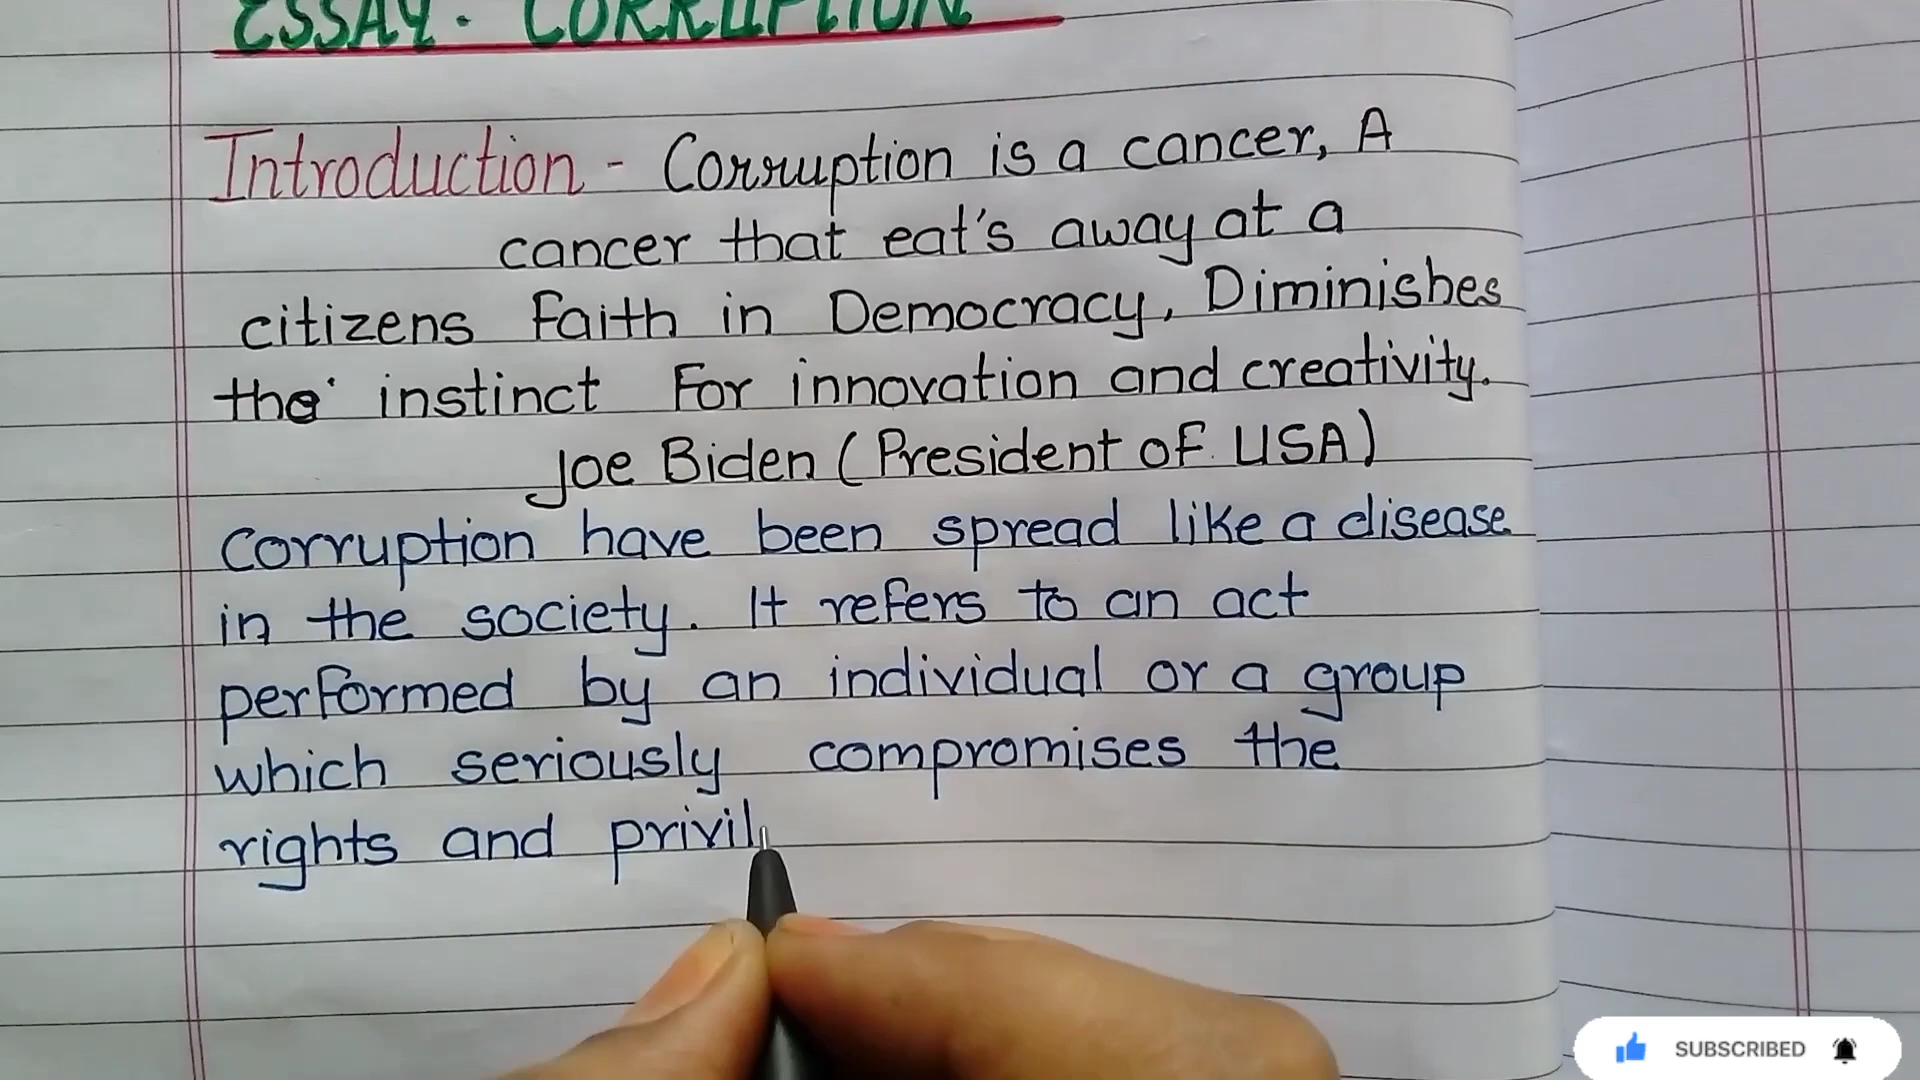 ESSAY. CORRUPTION
Introduction - Corruption is a cancer, A
cancer that eat's away at a
citizens Faith in Democracy, Diminishes
the instinct For innovation and creativity.
Joe Biden (President of USA)
Corruption have been spread like a disease
in the society. It refers to an act
performed by an individual or a group
which seriously compromises the
rights and privil
SUBSCRIBED